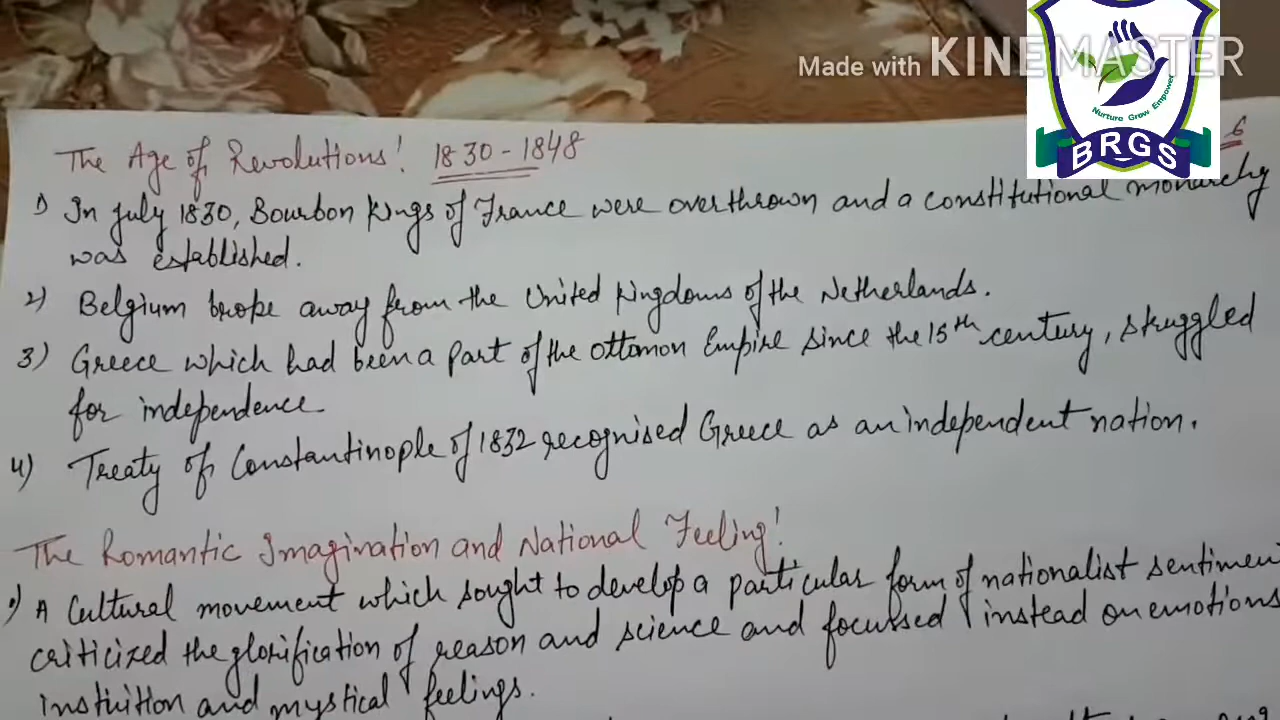 Made with KINEMASTER
Nurture Grow Empower
BRGS
6
The Age of Revolutions! 1830-1848
1) In July 1830, Bourbon Kings of France were overthrown and a constitutional monarchy
was established.
2) Belgium broke away from the United Kingdoms of the Netherlands.
3) Greece which had been a part of the Ottomon Empire since the 15th century, struggled
for independence
4) Treaty of Constantinople of 1832 recognised Greece as an independent nation.
The Romantic Imagination and National Feeling!
1) A Cultural movement which sought to develop a particular form of nationalist sentimen
criticized the glorification of reason and science and focussed instead on emotions
instuition and mystical feelings.